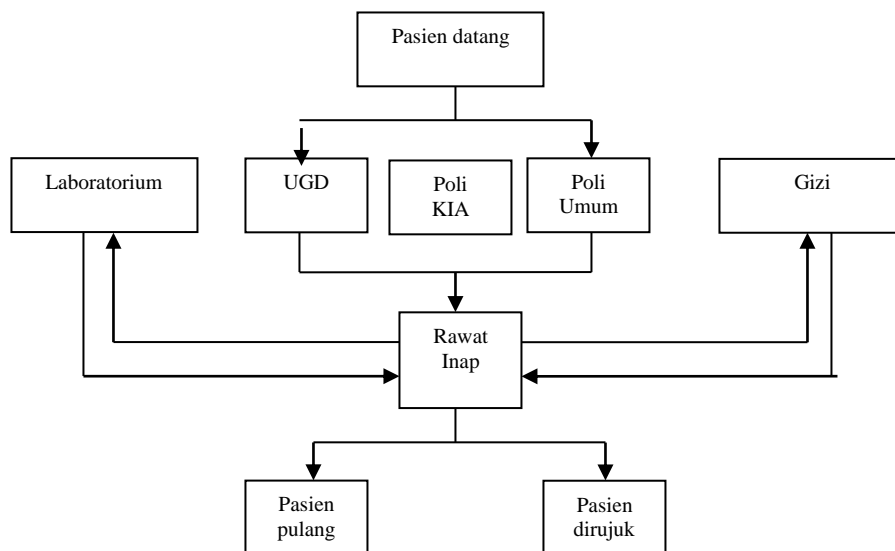 Pasien datang
Laboratorium
UGD
Poli
KIA
Poli
Umum
Gizi
Rawat
Inap
Pasien
pulang
Pasien
dirujuk